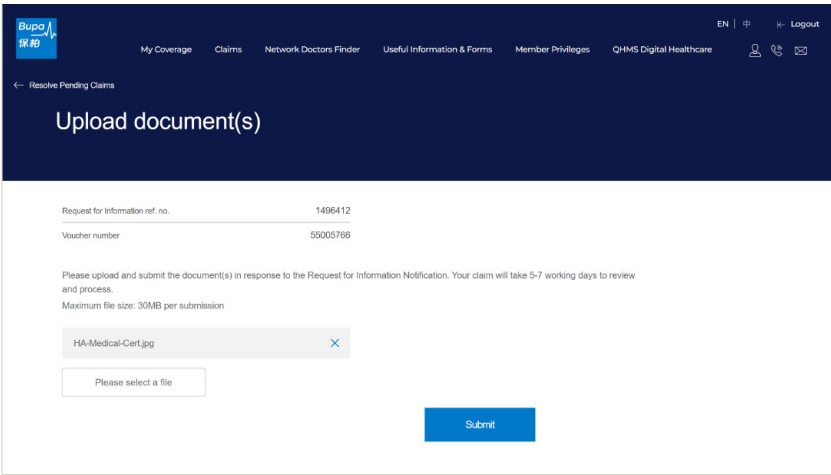 Bupa
保柏
EN | 中
Logout
My Coverage
Claims
Network Doctors Finder
Useful Information & Forms
Member Privileges
QHMS Digital Healthcare
Resolve Pending Claims
Upload document(s)
Request for Information ref. no. 1496412
Voucher number 55005766
Please upload and submit the document(s) in response to the Request for Information Notification. Your claim will take 5-7 working days to review
and process.
Maximum file size: 30MB per submission
HA-Medical-Cert.jpg
Please select a file
Submit